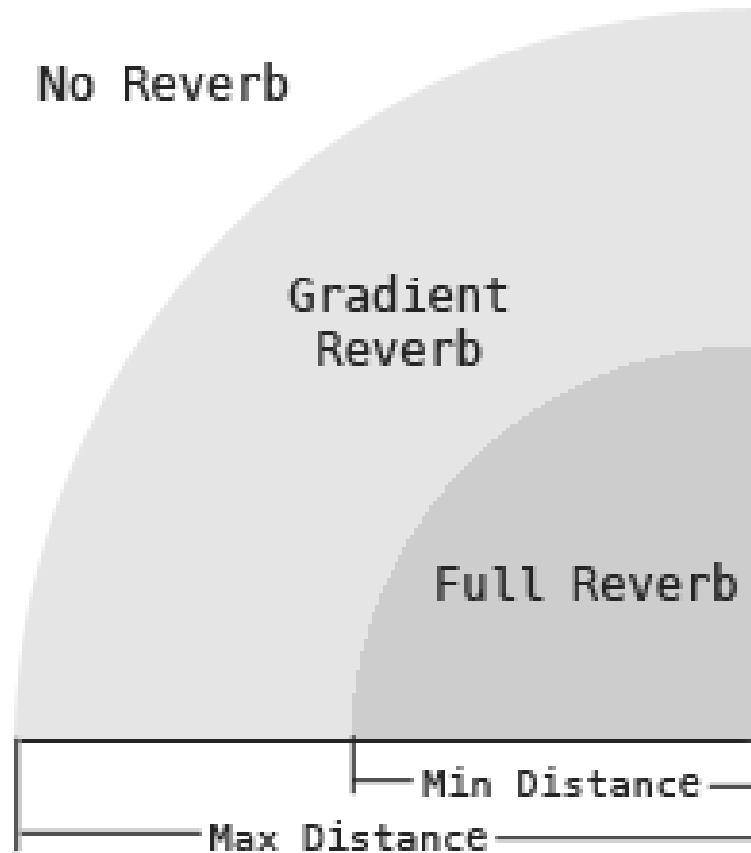 No Reverb
Gradient
Reverb
Full Reverb
Min Distance
Max Distance